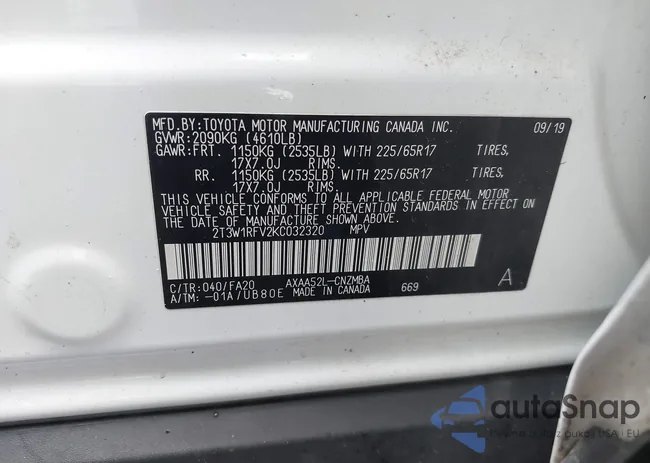 MFD.BY:TOYOTA MOTOR MANUFACTURING CANADA INC. 09/19
GVWR:2090KG (4610LB)
GAWR:FRT. 1150KG (2535LB) WITH 225/65R17 TIRES,
17X7.0J RIMS.
RR. 1150KG (2535LB) WITH 225/65R17 TIRES,
17X7.0J RIMS.
THIS VEHICLE CONFORMS TO ALL APPLICABLE FEDERAL MOTOR
VEHICLE SAFETY AND THEFT PREVENTION STANDARDS IN EFFECT ON
THE DATE OF MANUFACTURE SHOWN ABOVE.
2T3W1RFV2KC032320 MPV
C/TR:040/FA20 AXAA52L-CNZMBA A
A/TM:-01A/UB80E 669
autoSnap
USA | EU